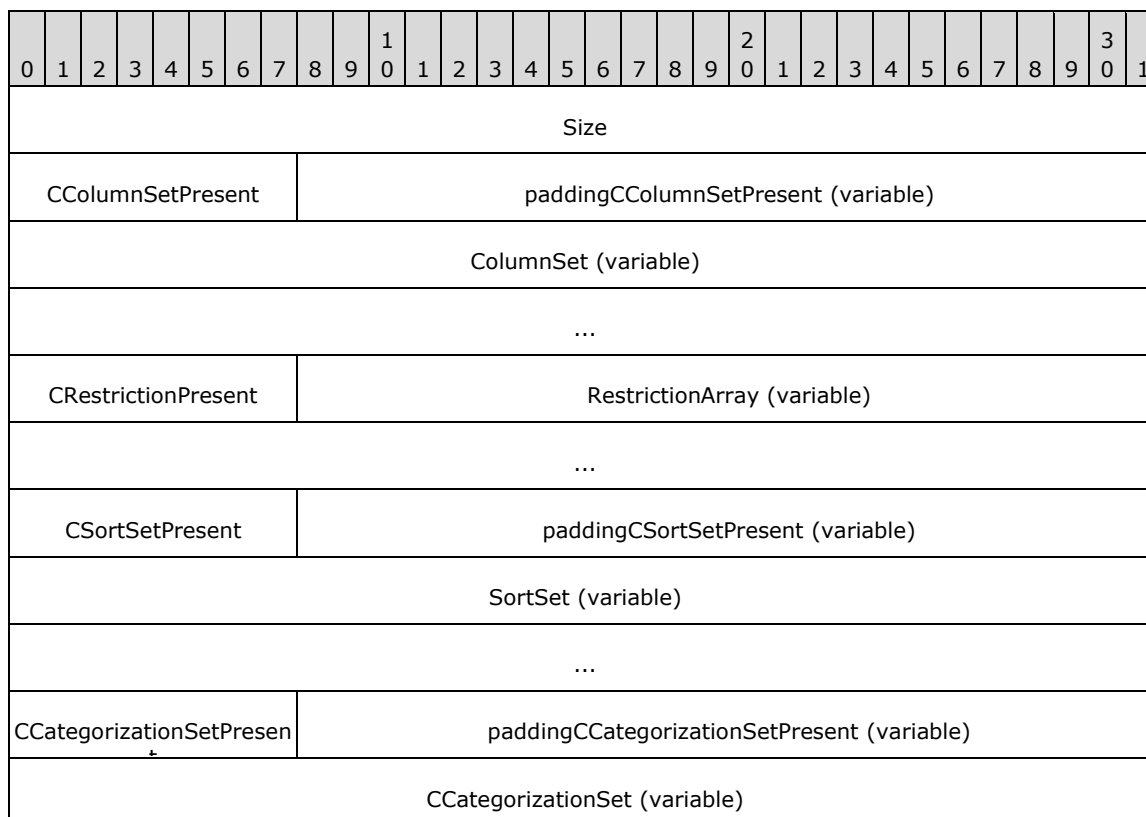 1 2 3
0 1 2 3 4 5 6 7 8 9 0 1 2 3 4 5 6 7 8 9 0 1 2 3 4 5 6 7 8 9 0 1
Size
CColumnSetPresent paddingCColumnSetPresent (variable)
ColumnSet (variable)
...
CRestrictionPresent RestrictionArray (variable)
...
CSortSetPresent paddingCSortSetPresent (variable)
SortSet (variable)
...
CCategorizationSetPresen paddingCCategorizationSetPresent (variable)
t
CCategorizationSet (variable)